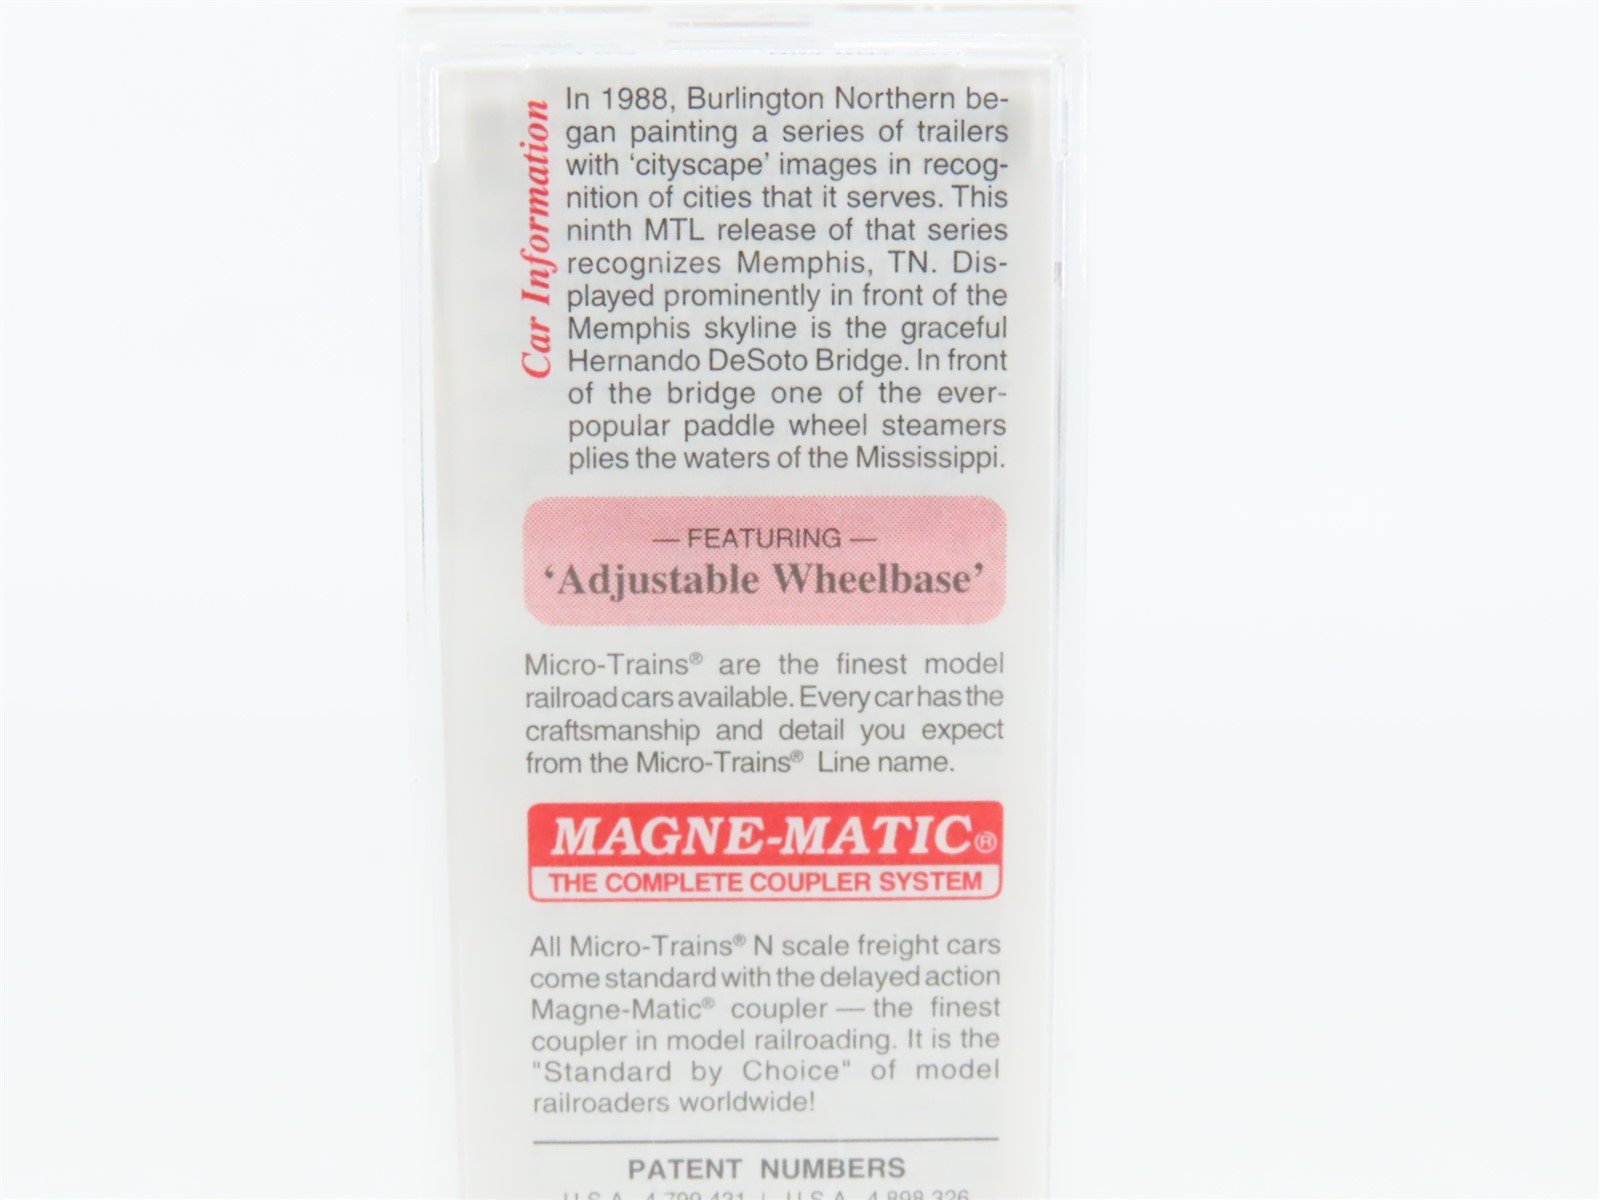 Car Information
In 1988, Burlington Northern be-
gan painting a series of trailers
with ‘cityscape’ images in recog-
nition of cities that it serves. This
ninth MTL release of that series
recognizes Memphis, TN. Dis-
played prominently in front of the
Memphis skyline is the graceful
Hernando DeSoto Bridge. In front
of the bridge one of the ever-
popular paddle wheel steamers
plies the waters of the Mississippi.
— FEATURING —
‘Adjustable Wheelbase’
Micro-Trains® are the finest model
railroad cars available. Every car has the
craftsmanship and detail you expect
from the Micro-Trains® Line name.
MAGNE-MATIC®
THE COMPLETE COUPLER SYSTEM
All Micro-Trains® N scale freight cars
come standard with the delayed action
Magne-Matic® coupler — the finest
coupler in model railroading. It is the
"Standard by Choice" of model
railroaders worldwide!
PATENT NUMBERS
U.S.A. 4,799,431 | U.S.A. 4,898,326